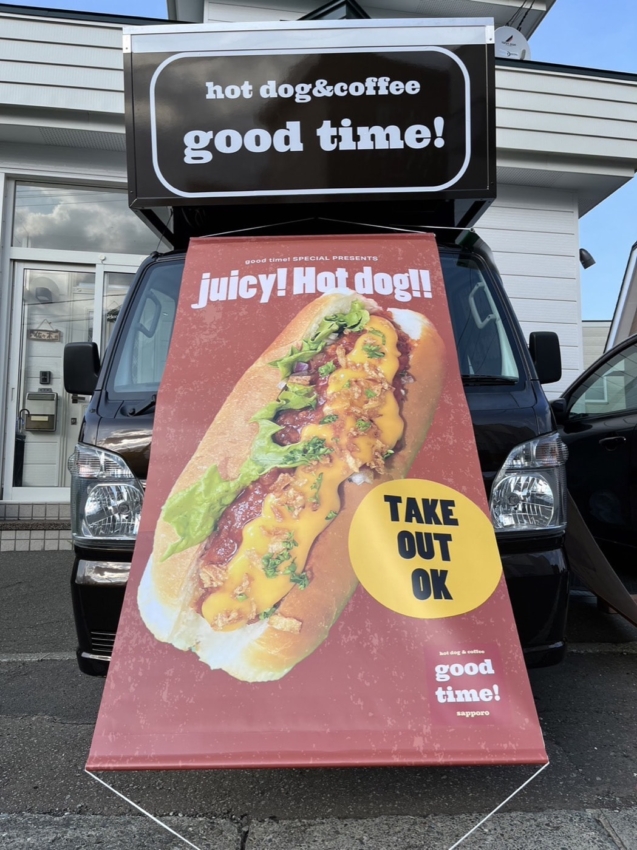 hot dog&coffee
good time!
good time! SPECIAL PRESENTS
juicy! Hot dog!!
TAKE
OUT
OK
hot dog & coffee
good
time!
sapporo